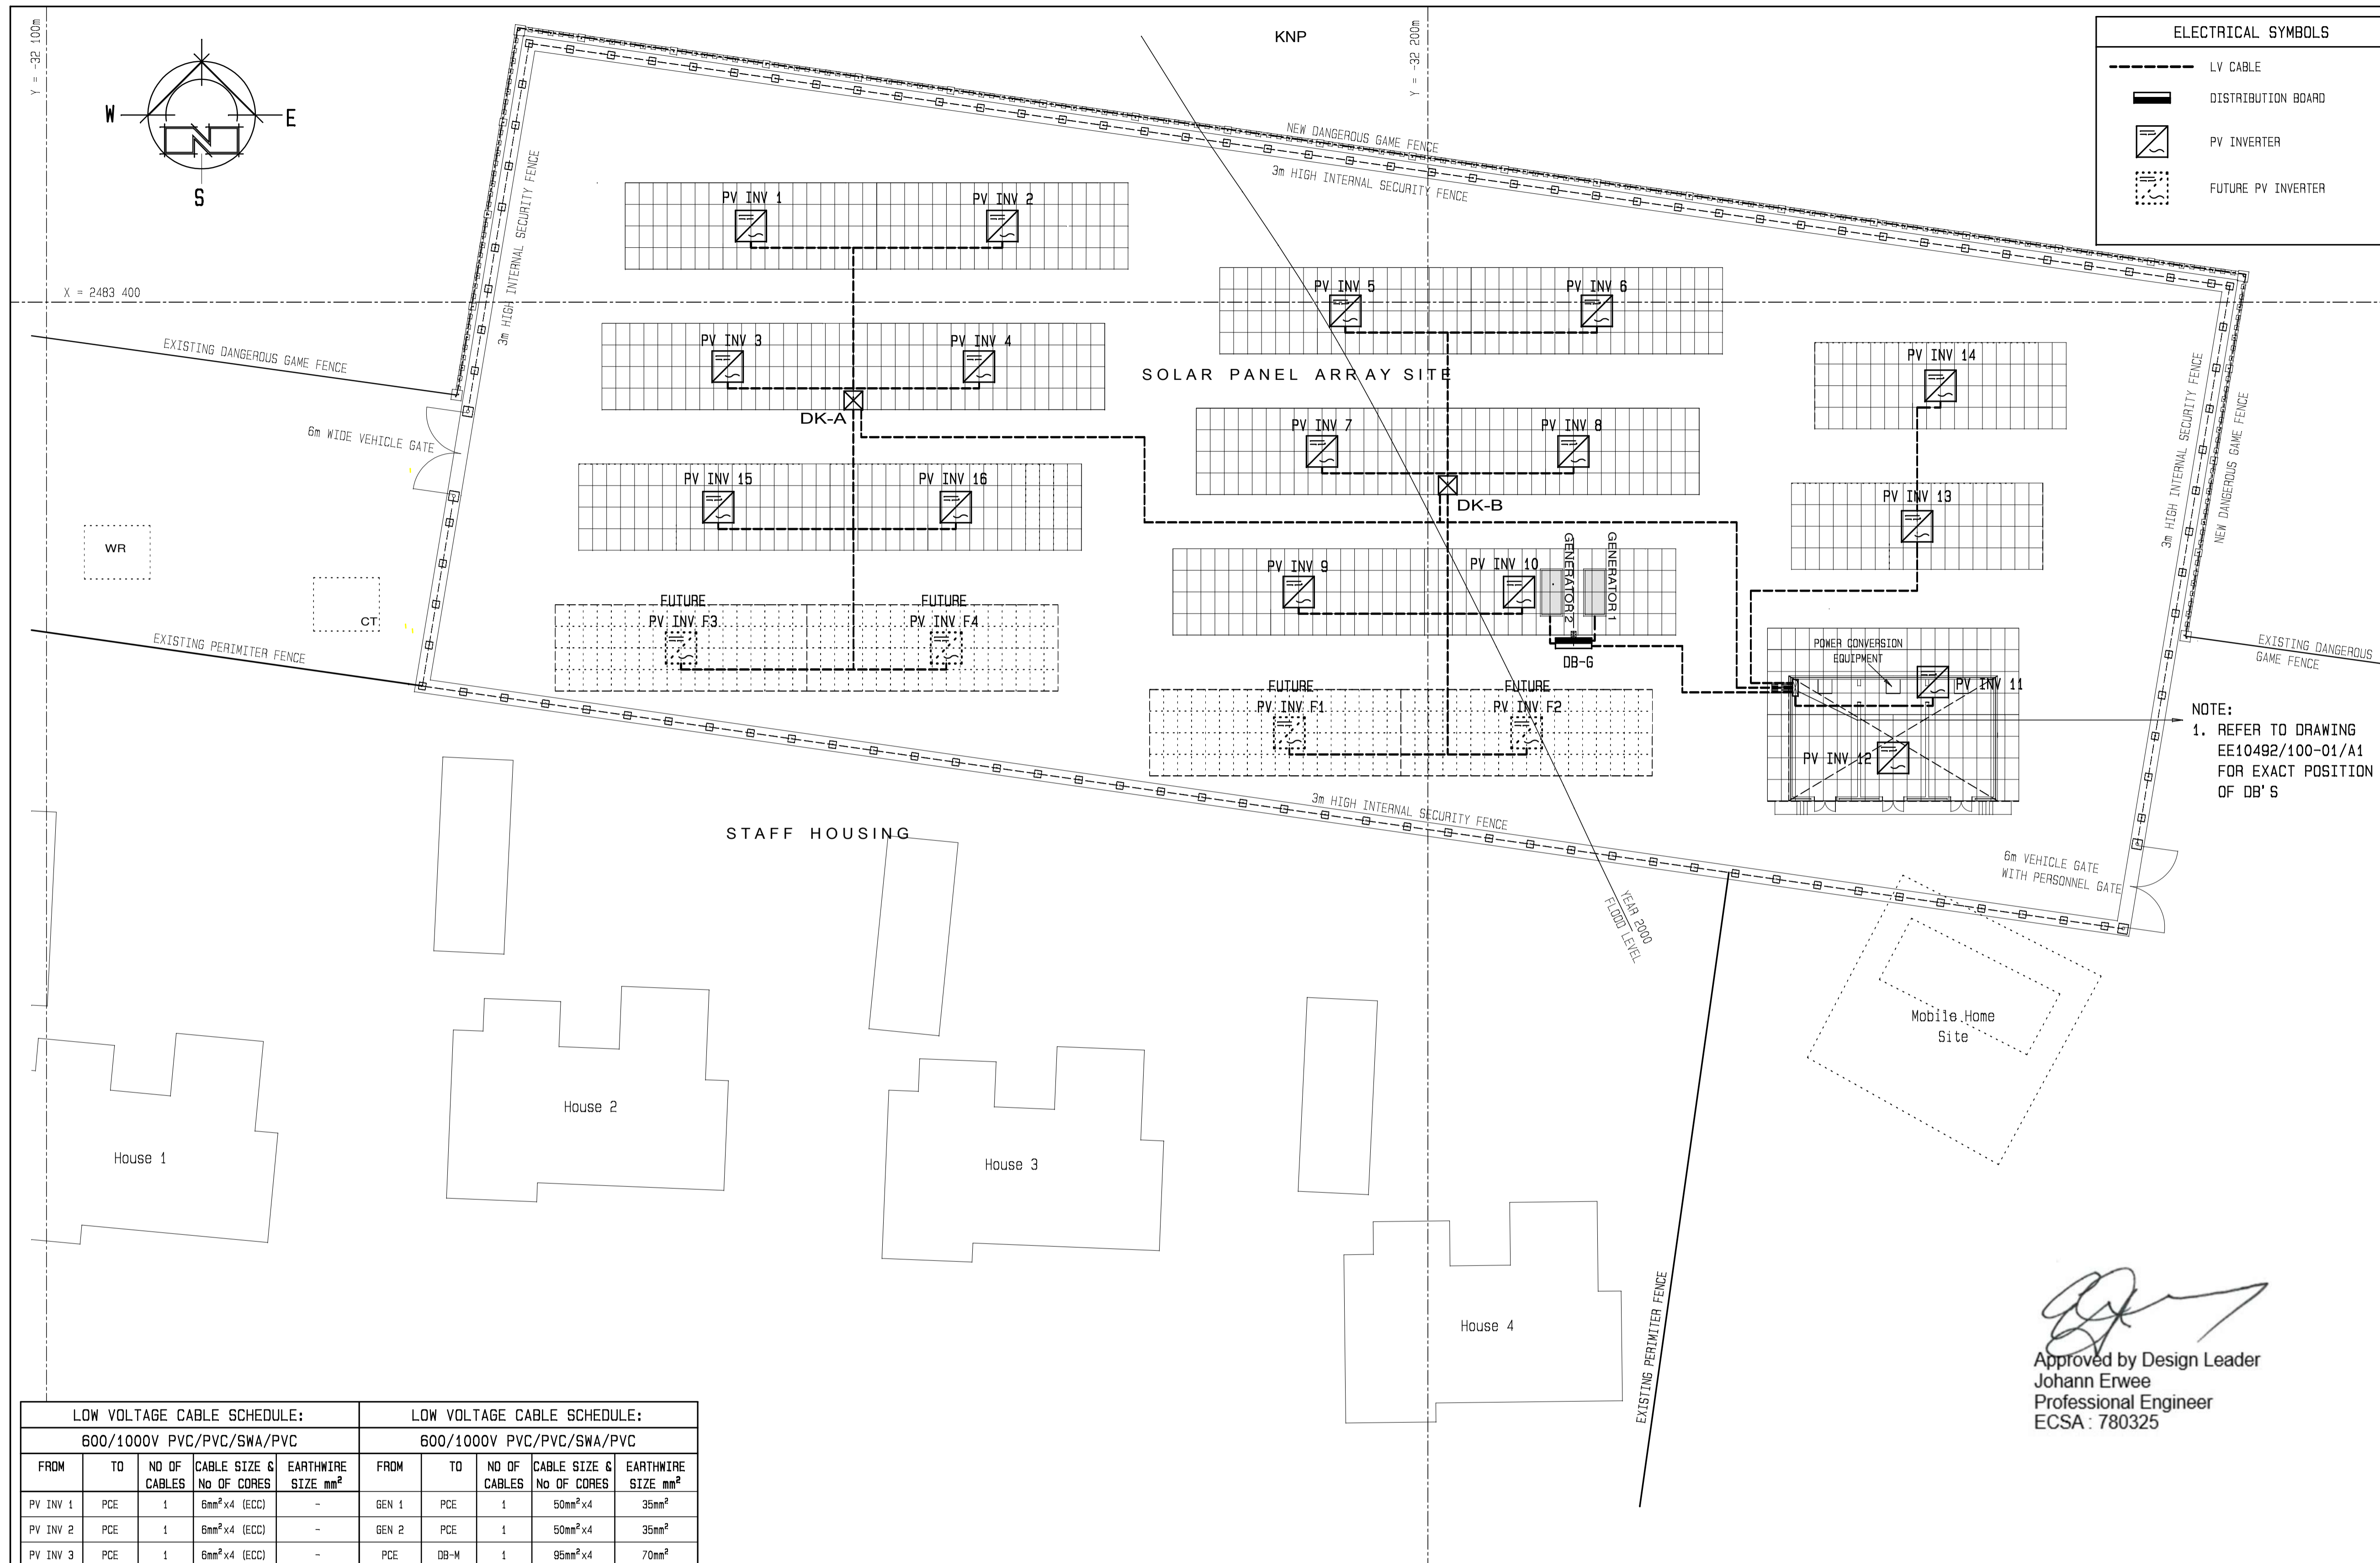 Y = -32 100m
W
E
N
S
KNP
Y = -32 200m
ELECTRICAL SYMBOLS
LV CABLE
DISTRIBUTION BOARD
PV INVERTER
FUTURE PV INVERTER
NEW DANGEROUS GAME FENCE
3m HIGH INTERNAL SECURITY FENCE
3m HIGH INTERNAL SECURITY FENCE
X = 2483 400
PV INV 1
PV INV 2
PV INV 5
PV INV 6
PV INV 3
PV INV 4
EXISTING DANGEROUS GAME FENCE
PV INV 14
SOLAR PANEL ARRAY SITE
3m HIGH INTERNAL SECURITY FENCE
NEW DANGEROUS GAME FENCE
DK-A
6m WIDE VEHICLE GATE
PV INV 7
PV INV 8
PV INV 15
PV INV 16
DK-B
PV INV 13
WR
CT
PV INV 9
PV INV 10
GENERATOR 2
GENERATOR 1
DB-G
FUTURE
PV INV F3
FUTURE
PV INV F4
EXISTING PERIMITER FENCE
POWER CONVERSION
EQUIPMENT
EXISTING DANGEROUS
GAME FENCE
FUTURE
PV INV F1
FUTURE
PV INV F2
PV INV 11
PV INV 12
NOTE:
1. REFER TO DRAWING
EE10492/100-01/A1
FOR EXACT POSITION
OF DB'S
3m HIGH INTERNAL SECURITY FENCE
STAFF HOUSING
6m VEHICLE GATE
WITH PERSONNEL GATE
YEAR 2000
FLOOD LEVEL
Mobile Home
Site
House 1
House 2
House 3
House 4
EXISTING PERIMITER FENCE
Approved by Design Leader
Johann Erwee
Professional Engineer
ECSA : 780325
LOW VOLTAGE CABLE SCHEDULE: LOW VOLTAGE CABLE SCHEDULE:
600/1000V PVC/PVC/SWA/PVC 600/1000V PVC/PVC/SWA/PVC
FROM TO NO OF CABLES CABLE SIZE & No OF CORES EARTHWIRE SIZE mm² FROM TO NO OF CABLES CABLE SIZE & No OF CORES EARTHWIRE SIZE mm²
PV INV 1 PCE 1 6mm²x4 (ECC) - GEN 1 PCE 1 50mm²x4 35mm²
PV INV 2 PCE 1 6mm²x4 (ECC) - GEN 2 PCE 1 50mm²x4 35mm²
PV INV 3 PCE 1 6mm²x4 (ECC) - PCE DB-M 1 95mm²x4 70mm²